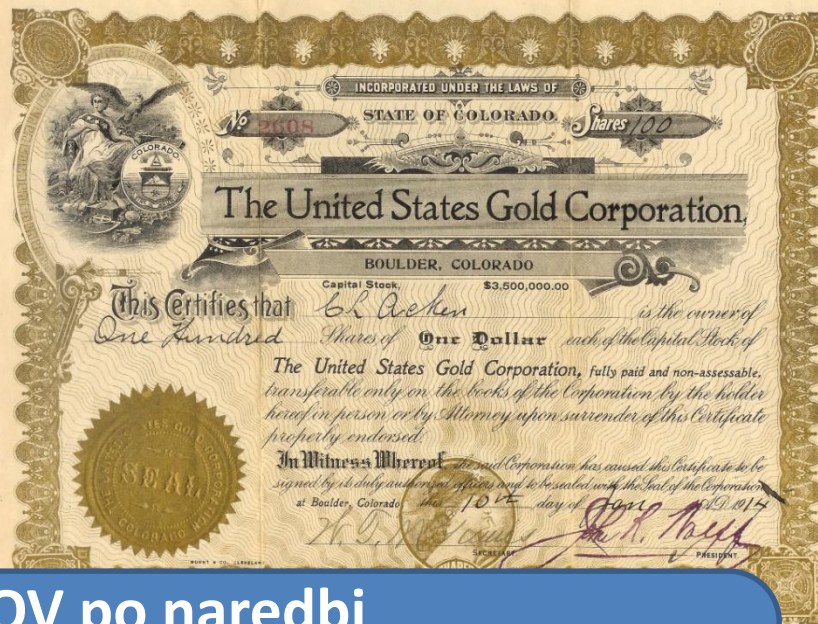 INCORPORATED UNDER THE LAWS OF
No 2608 STATE OF COLORADO. Shares 100
COLORADO
The United States Gold Corporation,
BOULDER, COLORADO
Capital Stock, $3,500,000.00
This Certifies that is the owner of
One Hundred Shares of One Dollar each of the Capital Stock of
The United States Gold Corporation, fully paid and non-assessable,
transferable only on the books of the Corporation by the holder
hereof in person or by Attorney upon surrender of this Certificate
properly endorsed.
In Witness Whereof, the said Corporation has caused this Certificate to be
signed by its duly authorized officers and to be sealed with the Seal of the Corporation
at Boulder, Colorado this 10th day of Jan A.D. 1914
SEAL
COLORADO
SECRETARY. PRESIDENT.
OV po naredbi